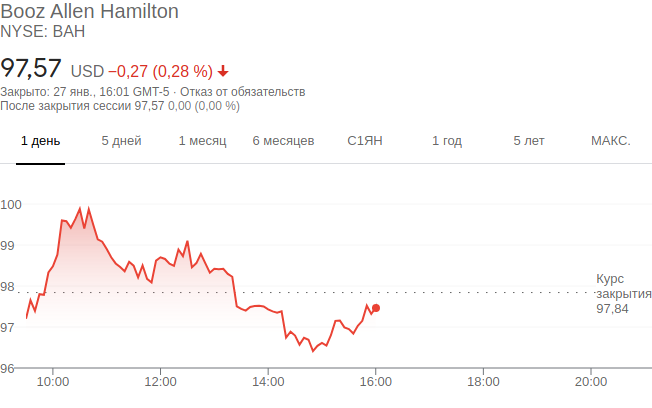 Booz Allen Hamilton
NYSE: BAH
97,57 USD −0,27 (0,28 %)
Закрыто: 27 янв., 16:01 GMT-5 · Отказ от обязательств
После закрытия сессии 97,57 0,00 (0,00 %)
1 день 5 дней 1 месяц 6 месяцев С1ЯН 1 год 5 лет МАКС.
100
99
98
97
96
Курс
закрытия
97,84
10:00 12:00 14:00 16:00 18:00 20:00